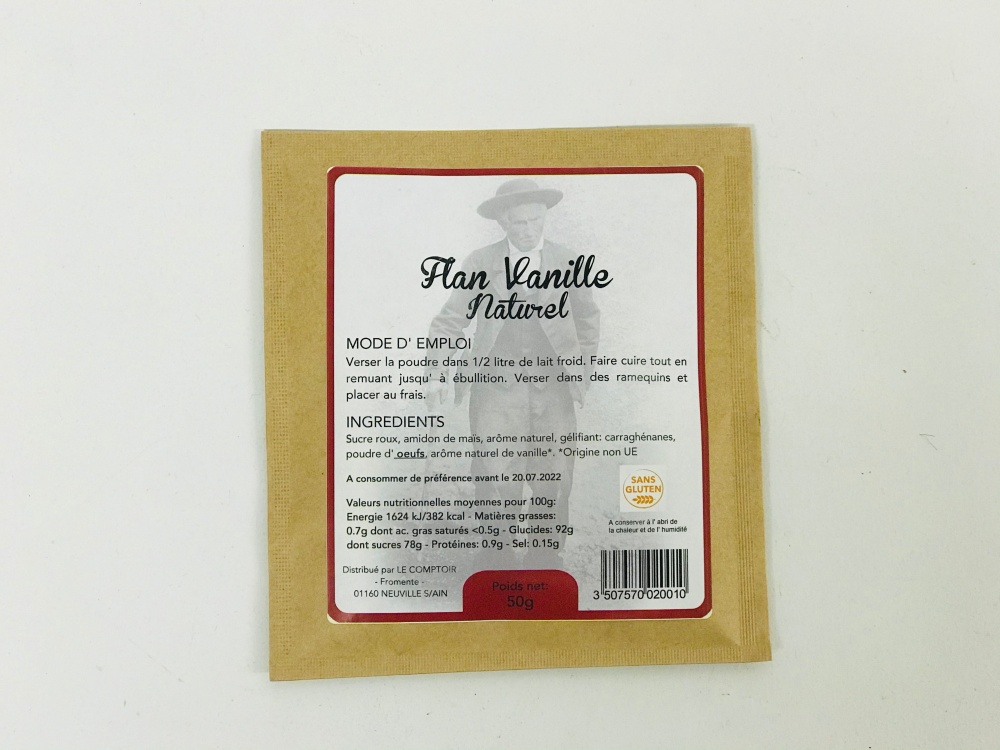 Flan Vanille
Naturel
MODE D' EMPLOI
Verser la poudre dans 1/2 litre de lait froid. Faire cuire tout en
remuant jusqu' à ébullition. Verser dans des ramequins et
placer au frais.
INGREDIENTS
Sucre roux, amidon de maïs, arôme naturel, gélifiant: carraghénanes,
poudre d' oeufs, arôme naturel de vanille*. *Origine non UE
A consommer de préférence avant le 20.07.2022
SANS
GLUTEN
Valeurs nutritionnelles moyennes pour 100g:
Energie 1624 kJ/382 kcal - Matières grasses:
0.7g dont ac. gras saturés <0.5g - Glucides: 92g
dont sucres 78g - Protéines: 0.9g - Sel: 0.15g
A conserver à l' abri de
la chaleur et de l' humidité
Distribué par LE COMPTOIR
- Fromente -
01160 NEUVILLE S/AIN
Poids net:
50g
3 507570 020010